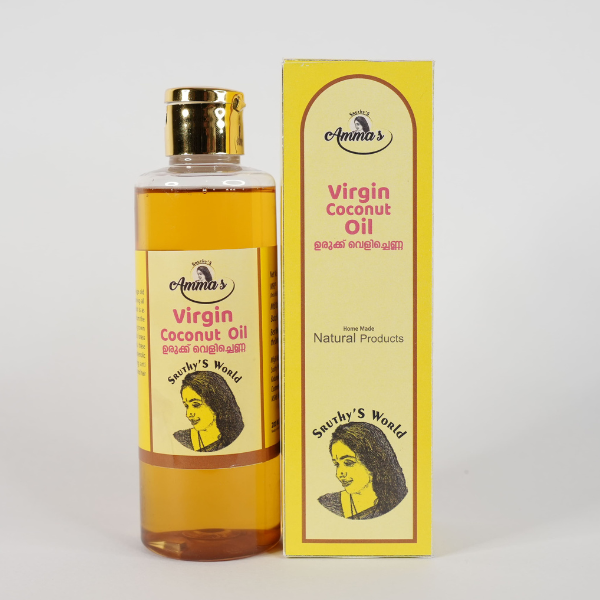 Sruthy'S
Amma's
Virgin
Coconut Oil
ഉരുക്ക് വെളിച്ചെണ്ണ
Sruthy'S World
Sruthy'S
Amma's
Virgin
Coconut
Oil
ഉരുക്ക് വെളിച്ചെണ്ണ
Home Made
Natural Products
Sruthy'S World